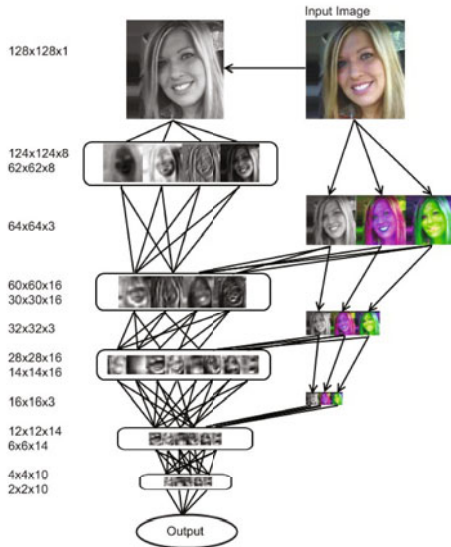 Input Image
128x128x1
124x124x8
62x62x8
64x64x3
60x60x16
30x30x16
32x32x3
28x28x16
14x14x16
16x16x3
12x12x14
6x6x14
4x4x10
2x2x10
Output